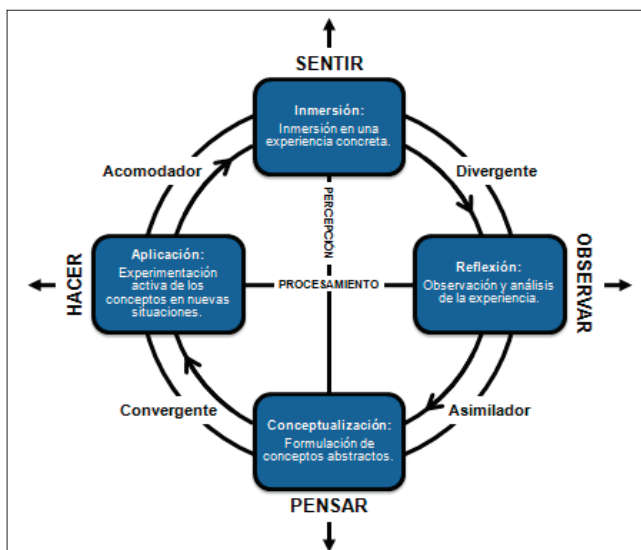 SENTIR
Inmersión:
Inmersión en una
experiencia concreta.
Acomodador
Divergente
PERCEPCIÓN
HACER
Aplicación:
Experimentación
activa de los
conceptos en nuevas
situaciones.
PROCESAMIENTO
Reflexión:
Observación y análisis
de la experiencia.
OBSERVAR
Convergente
Asimilador
Conceptualización:
Formulación de
conceptos abstractos.
PENSAR